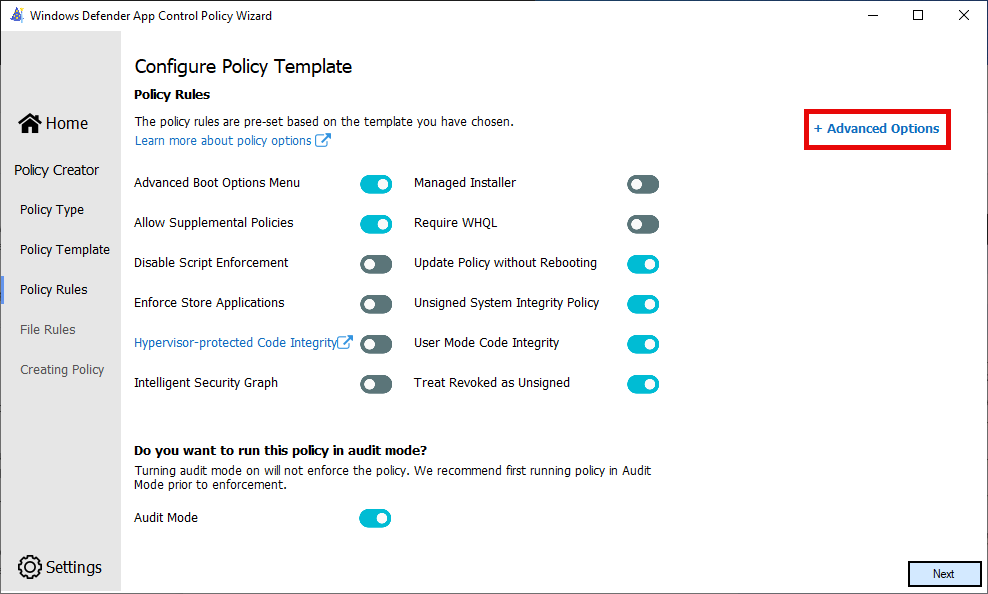 Windows Defender App Control Policy Wizard
Home
Policy Creator
Policy Type
Policy Template
Policy Rules
File Rules
Creating Policy
Settings
Configure Policy Template
Policy Rules
The policy rules are pre-set based on the template you have chosen.
Learn more about policy options
+ Advanced Options
Advanced Boot Options Menu
Managed Installer
Allow Supplemental Policies
Require WHQL
Disable Script Enforcement
Update Policy without Rebooting
Enforce Store Applications
Unsigned System Integrity Policy
Hypervisor-protected Code Integrity
User Mode Code Integrity
Intelligent Security Graph
Treat Revoked as Unsigned
Do you want to run this policy in audit mode?
Turning audit mode on will not enforce the policy. We recommend first running policy in Audit
Mode prior to enforcement.
Audit Mode
Next